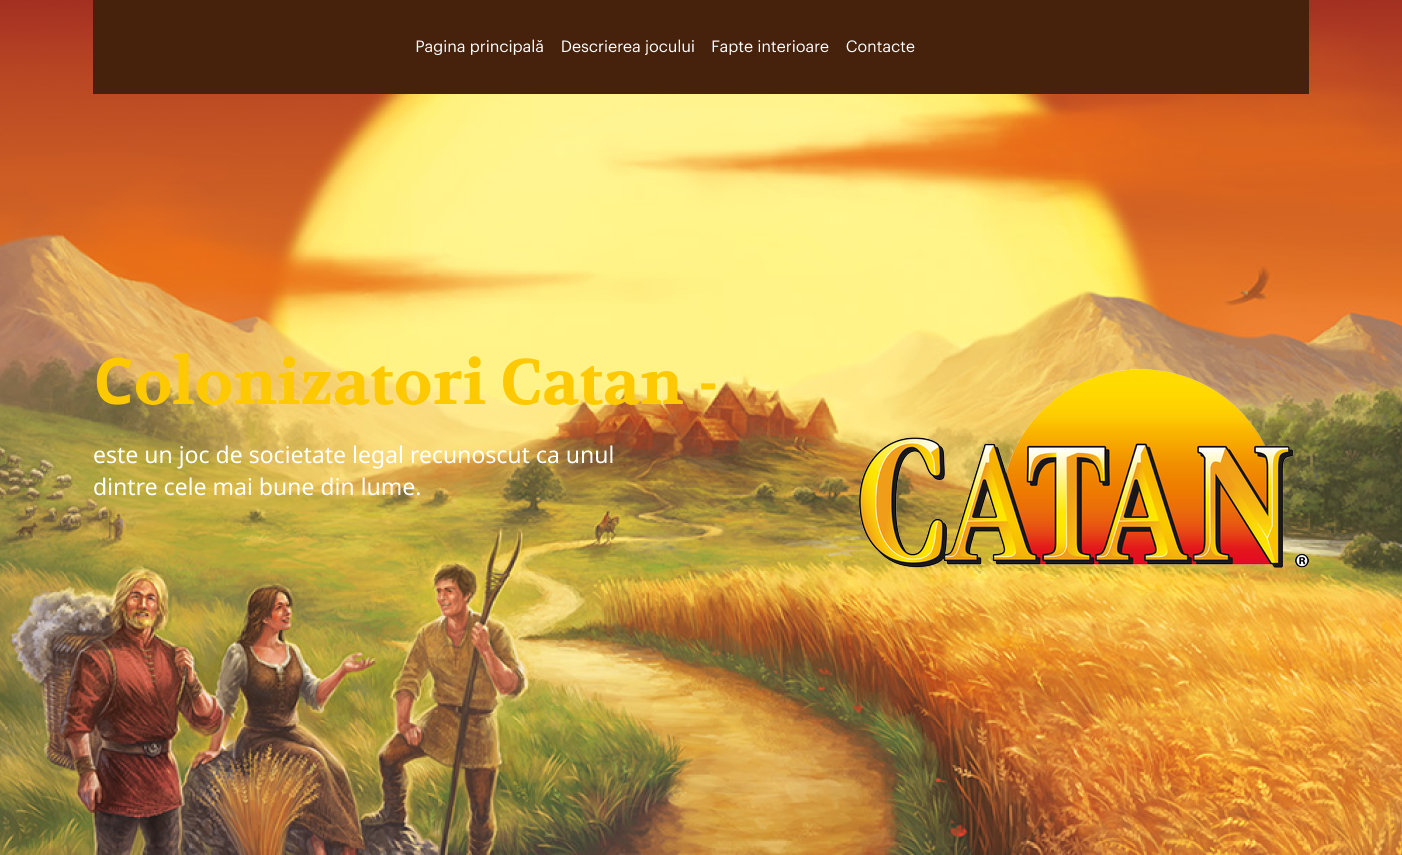 Pagina principală Descrierea jocului Fapte interioare Contacte
Colonizatori Catan -
este un joc de societate legal recunoscut ca unul
dintre cele mai bune din lume.
CATAN®